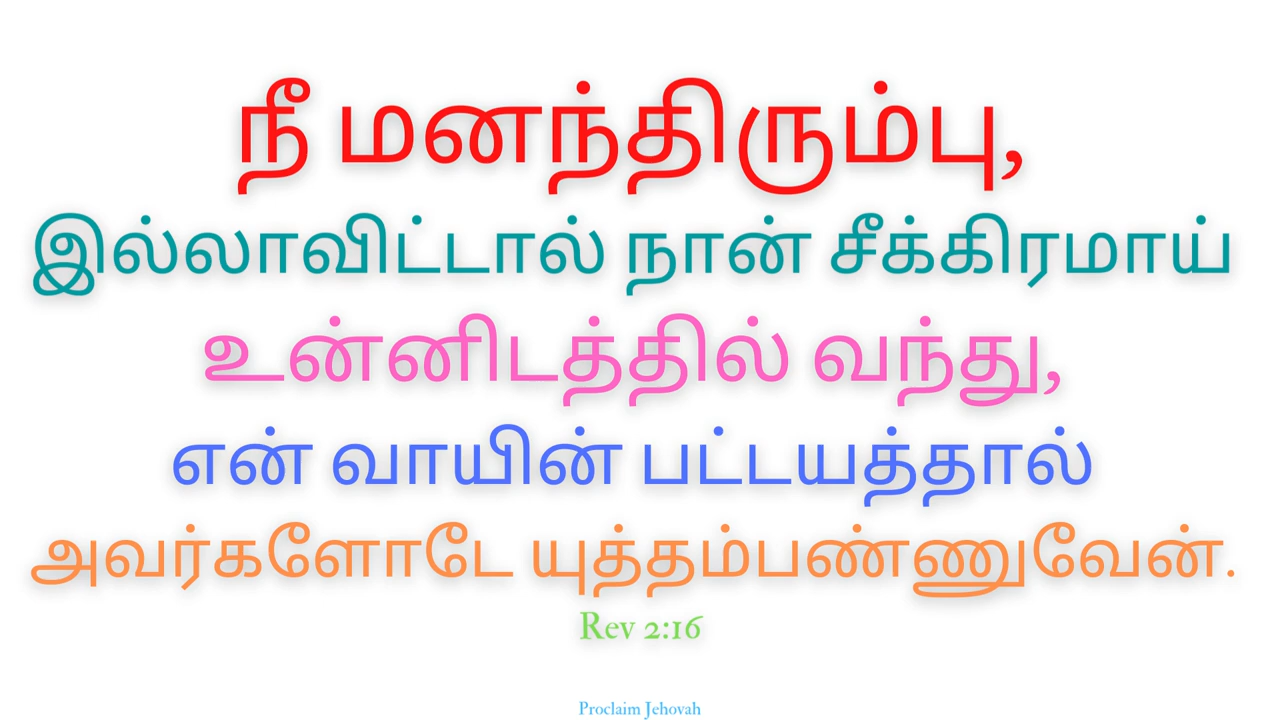 நீ மனந்திரும்பு,
இல்லாவிட்டால் நான் சீக்கிரமாய்
உன்னிடத்தில் வந்து,
என் வாயின் பட்டயத்தால்
அவர்களோடே யுத்தம்பண்ணுவேன்.
Rev 2:16
Proclaim Jehovah